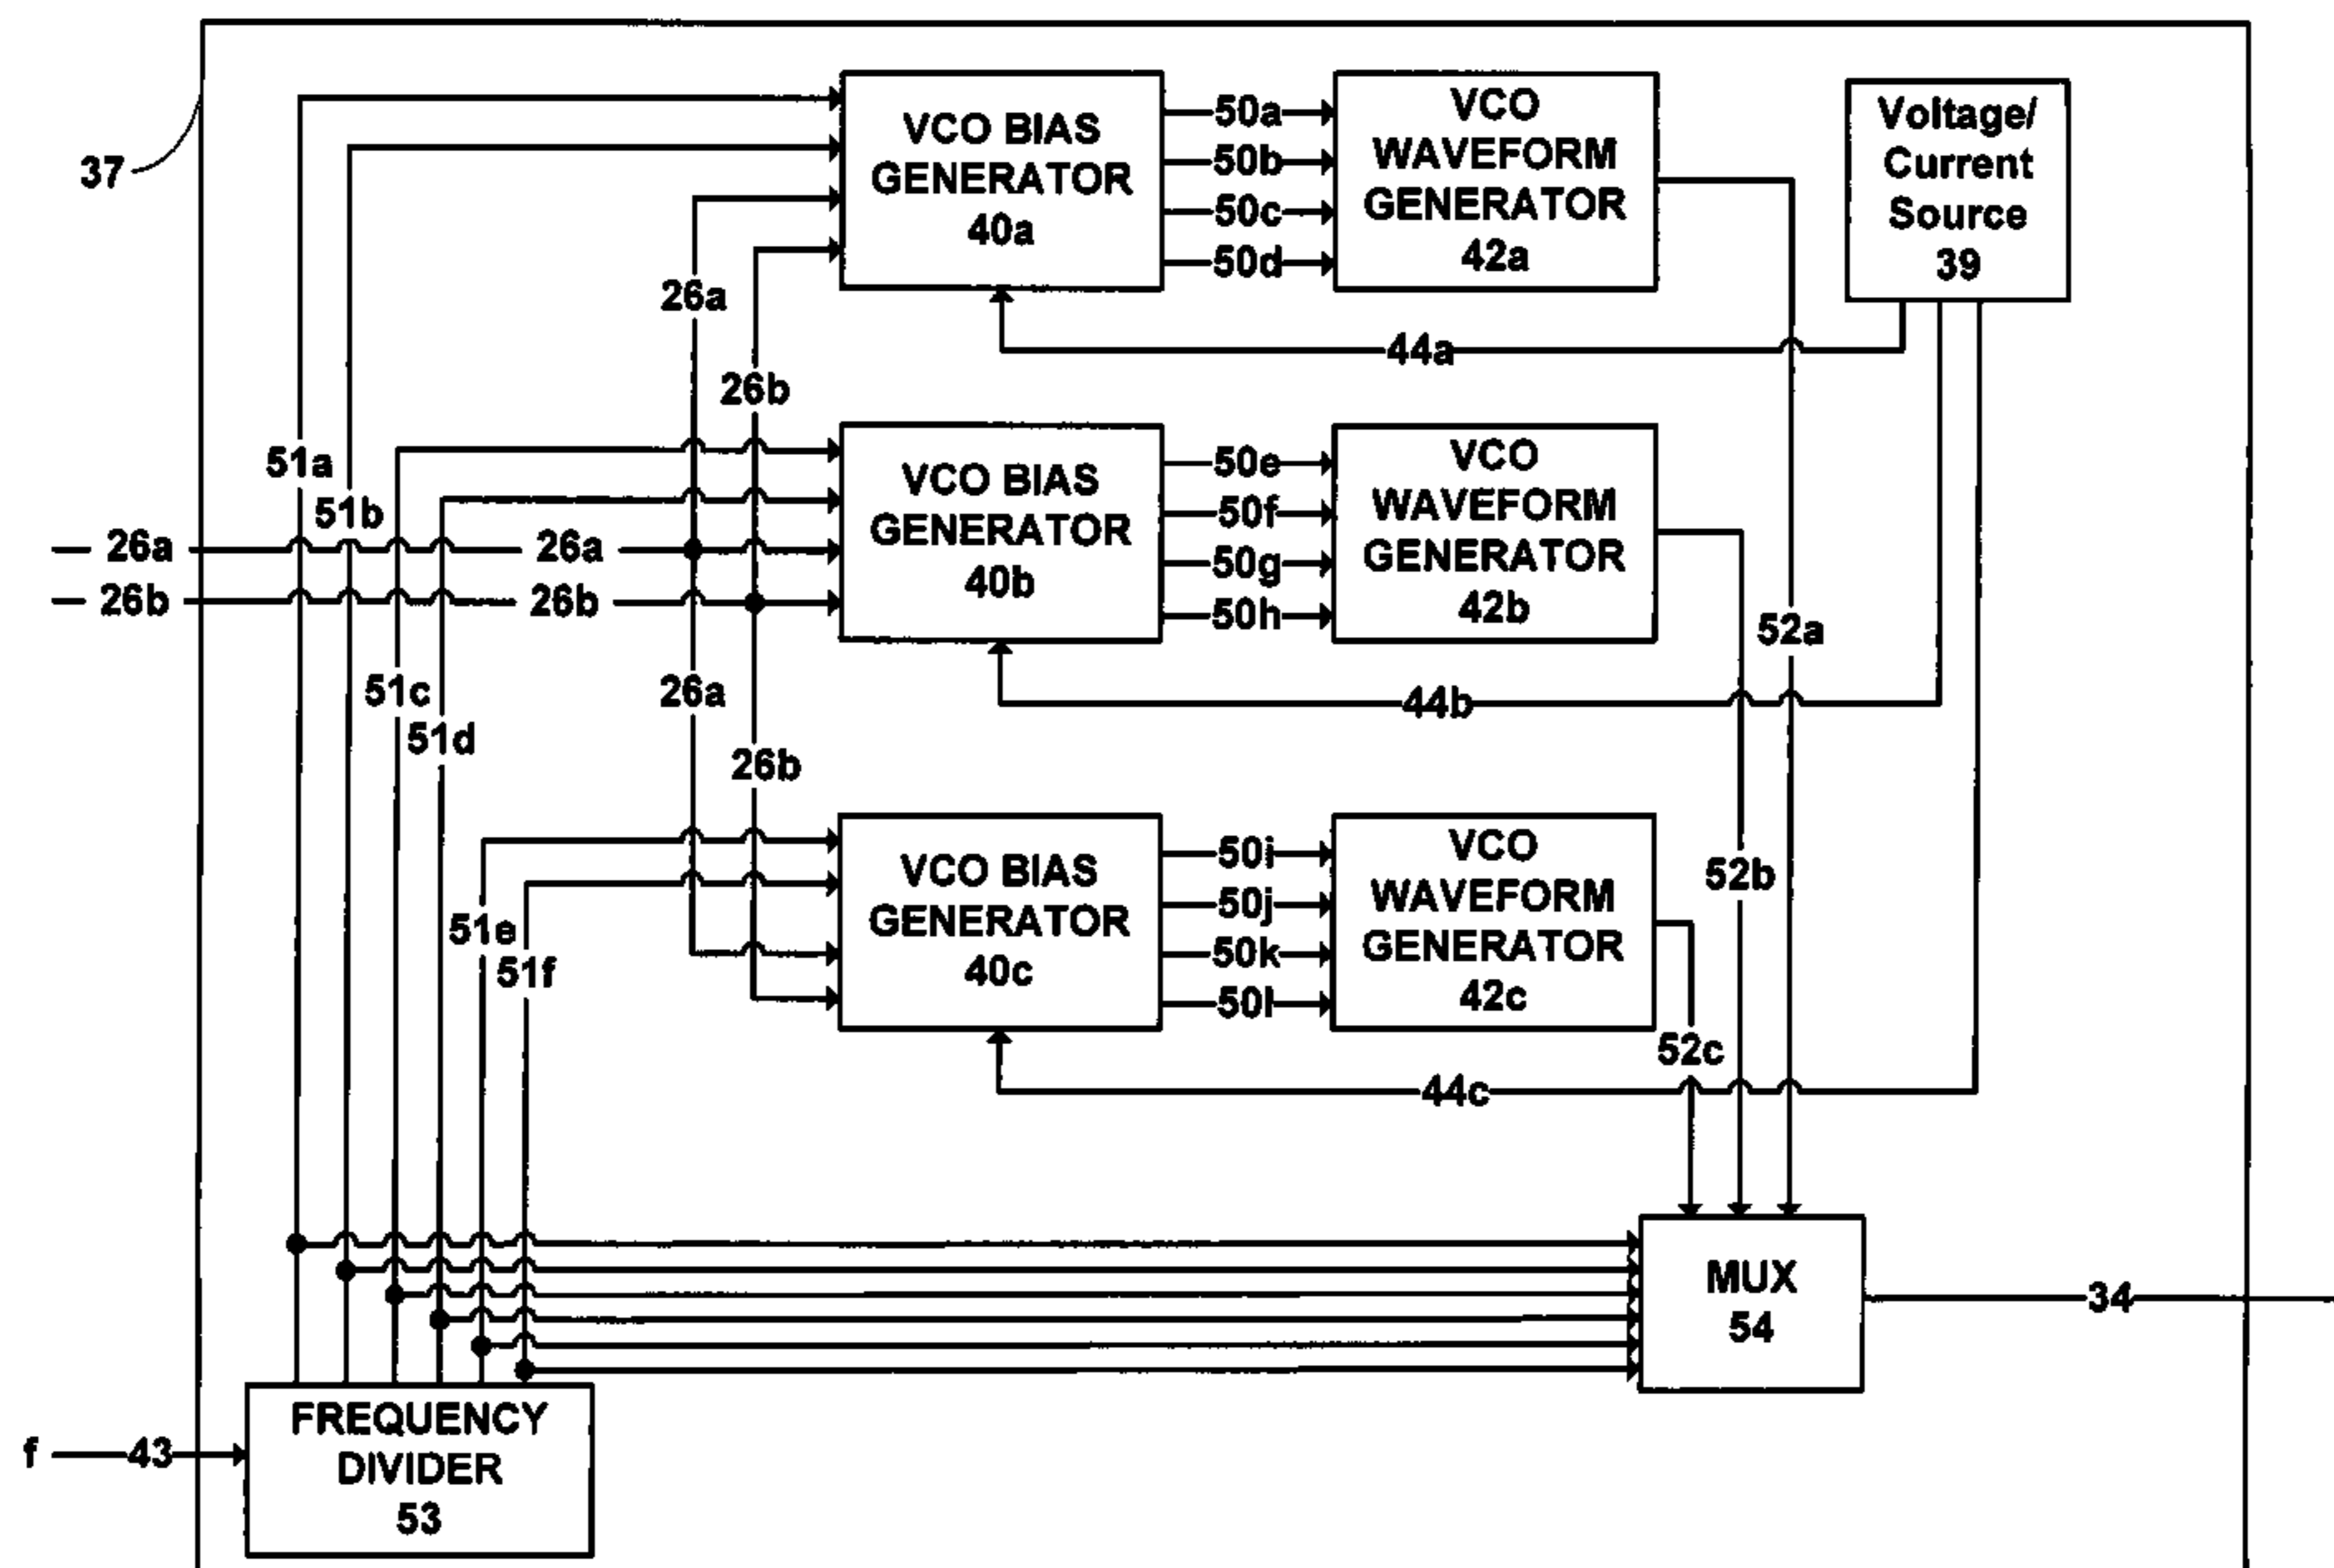 37
VCO BIAS
GENERATOR
40a
50a
50b
50c
50d
VCO
WAVEFORM
GENERATOR
42a
Voltage/
Current
Source
39
26a
26b
44a
51a
51b
26a
26a
26b
26b
VCO BIAS
GENERATOR
40b
50e
50f
50g
50h
VCO
WAVEFORM
GENERATOR
42b
52a
51c
51d
26a
26b
44b
VCO BIAS
GENERATOR
40c
50i
50j
50k
50l
VCO
WAVEFORM
GENERATOR
42c
52b
51e
51f
52c
44c
MUX
54
34
f
43
FREQUENCY
DIVIDER
53